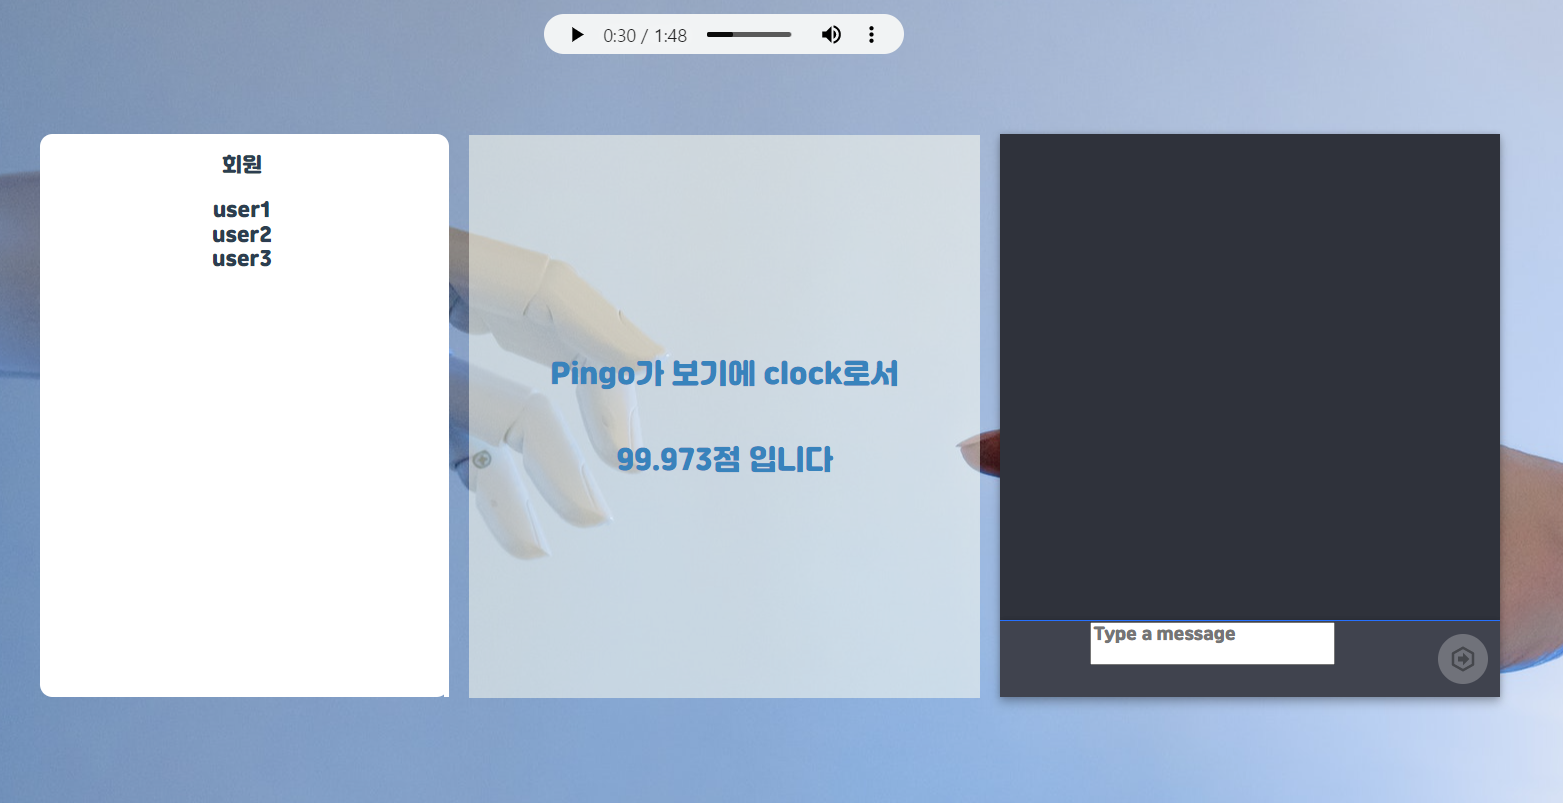 0:30 / 1:48
회원
user1
user2
user3
Pingo가 보기에 clock로서
99.973점 입니다
Type a message